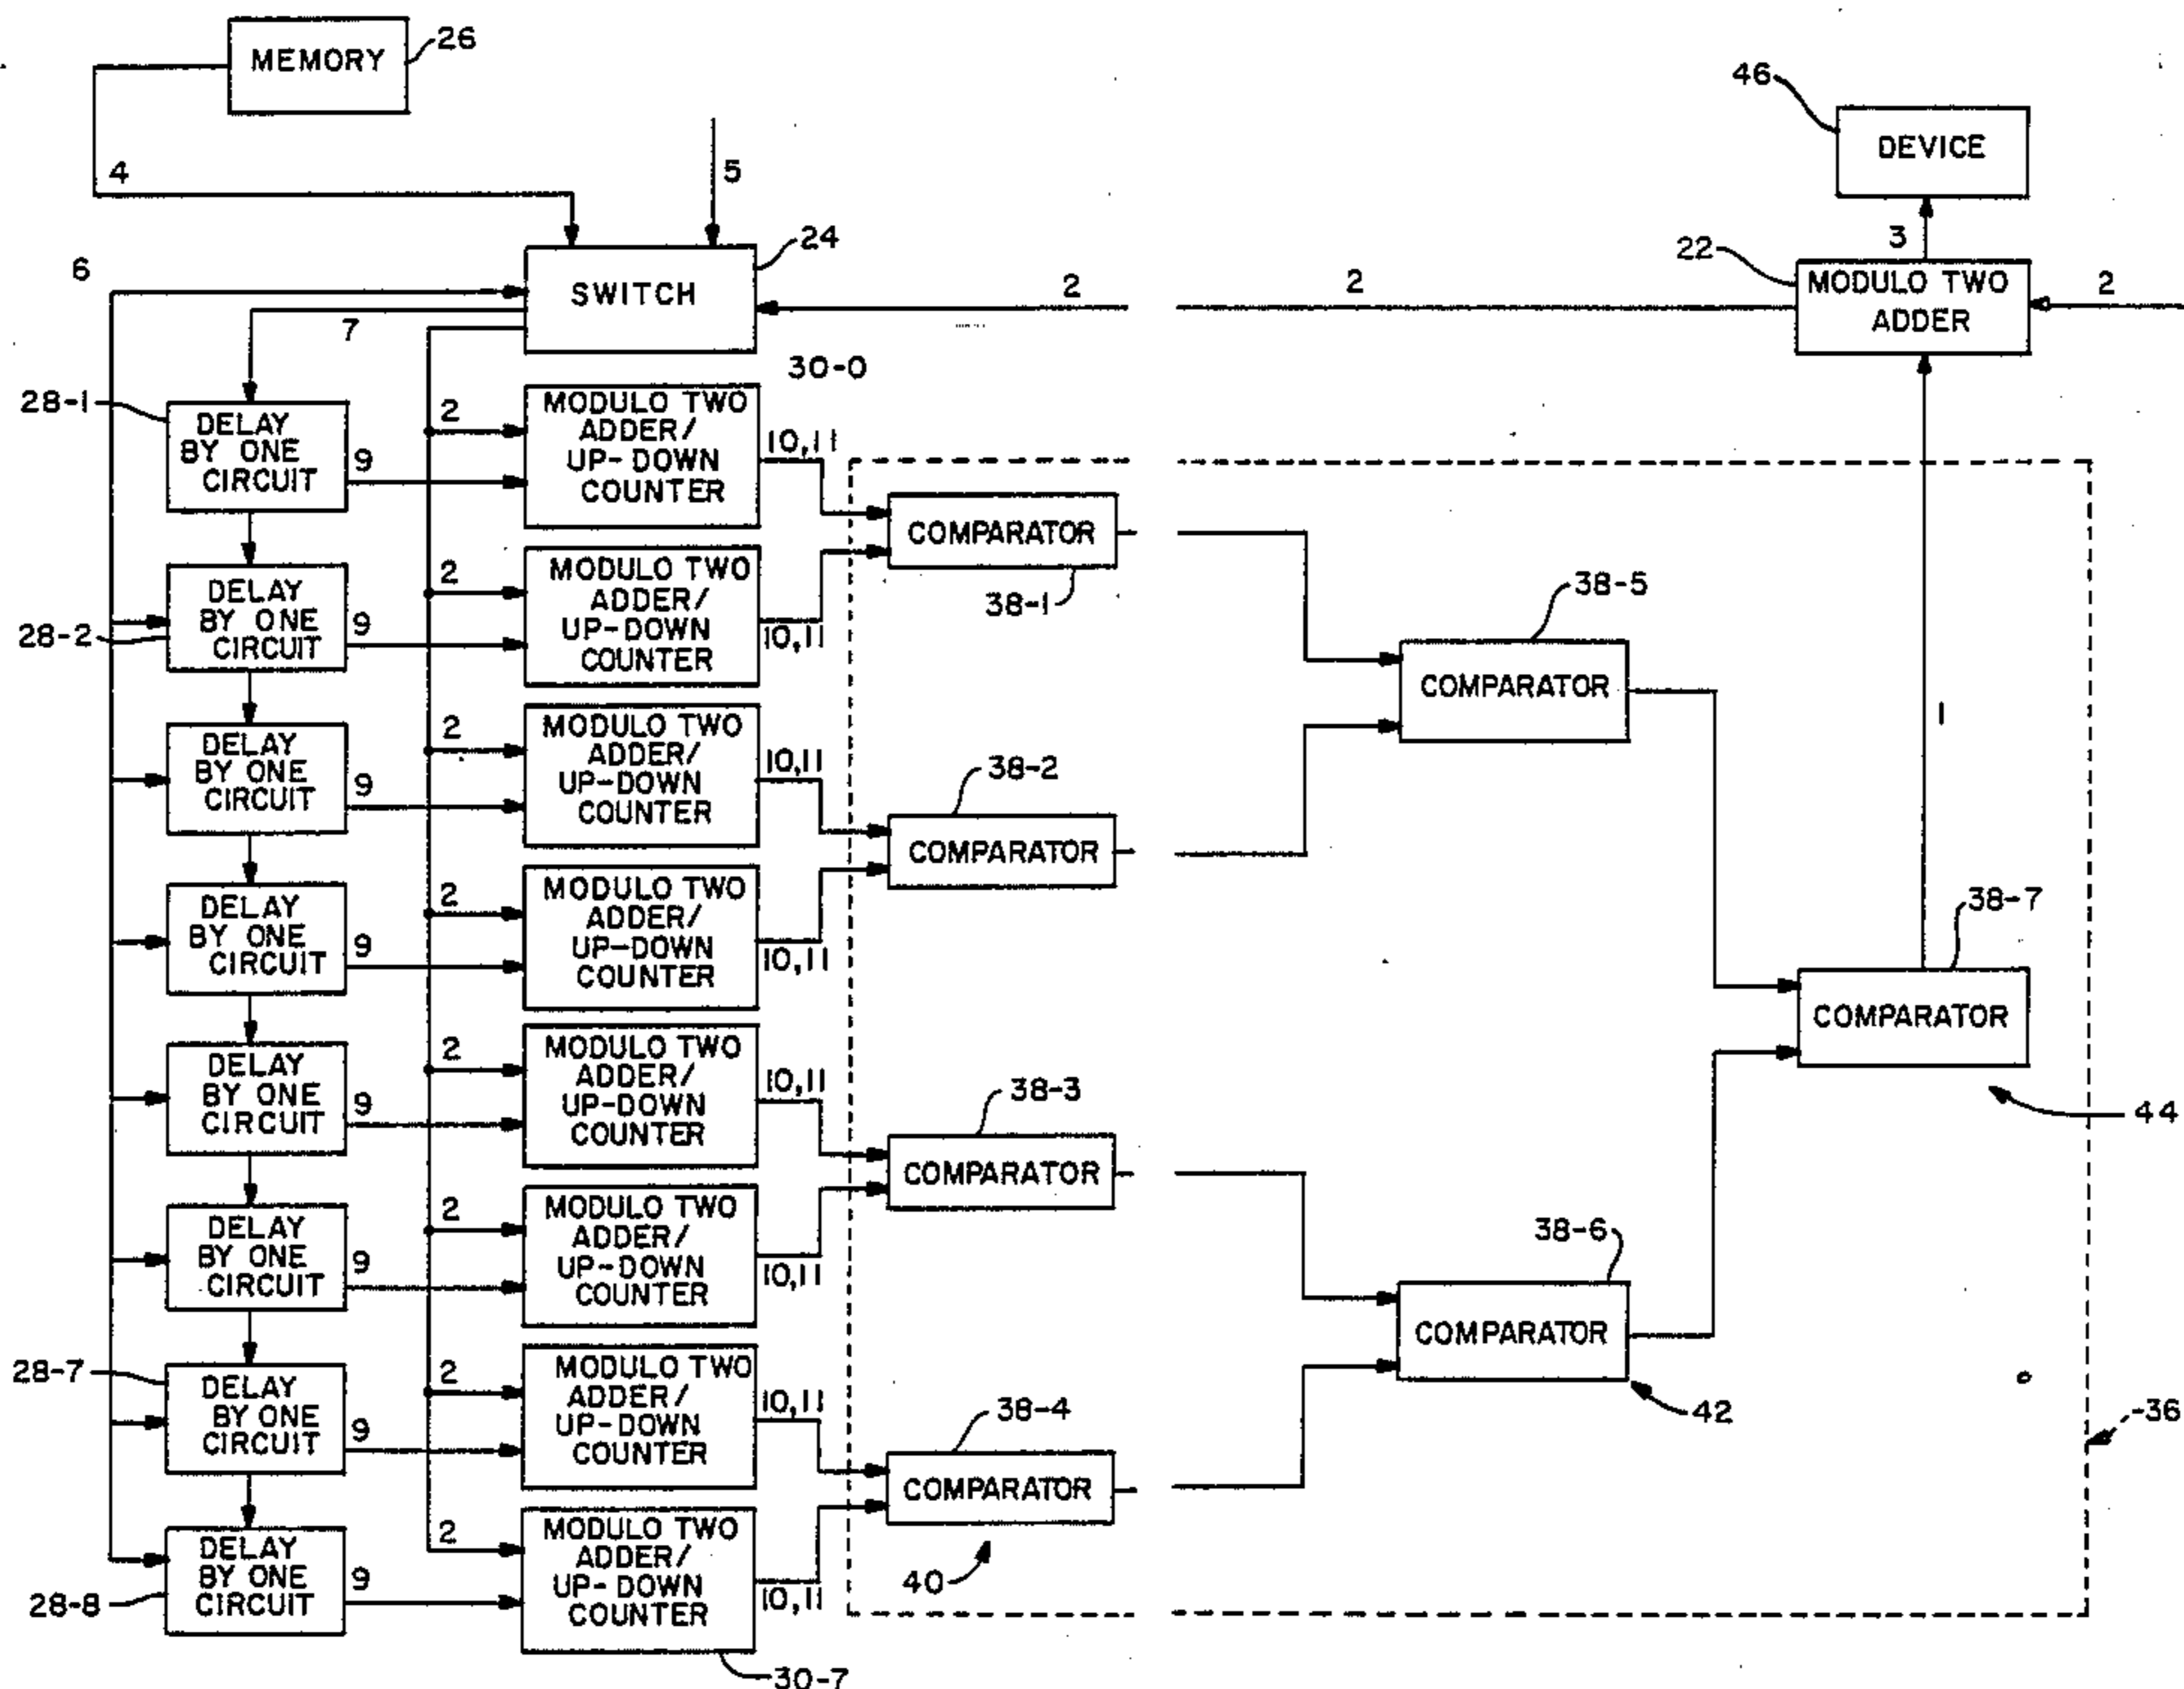 MEMORY
26
46
DEVICE
4
5
3
24
22
6
SWITCH
2
2
MODULO TWO
ADDER
2
7
30-0
28-1
DELAY
BY ONE
CIRCUIT
9
2
MODULO TWO
ADDER/
UP-DOWN
COUNTER
10,11
COMPARATOR
38-1
28-2
DELAY
BY ONE
CIRCUIT
9
2
MODULO TWO
ADDER/
UP-DOWN
COUNTER
10,11
38-5
COMPARATOR
1
DELAY
BY ONE
CIRCUIT
9
2
MODULO TWO
ADDER/
UP-DOWN
COUNTER
10,11
38-2
COMPARATOR
DELAY
BY ONE
CIRCUIT
9
2
MODULO TWO
ADDER/
UP-DOWN
COUNTER
10,11
38-7
COMPARATOR
44
DELAY
BY ONE
CIRCUIT
9
2
MODULO TWO
ADDER/
UP-DOWN
COUNTER
10,11
38-3
COMPARATOR
DELAY
BY ONE
CIRCUIT
9
2
MODULO TWO
ADDER/
UP-DOWN
COUNTER
10,11
38-6
COMPARATOR
42
36
28-7
DELAY
BY ONE
CIRCUIT
9
2
MODULO TWO
ADDER/
UP-DOWN
COUNTER
10,11
38-4
COMPARATOR
40
28-8
DELAY
BY ONE
CIRCUIT
9
2
MODULO TWO
ADDER/
UP-DOWN
COUNTER
10,11
30-7